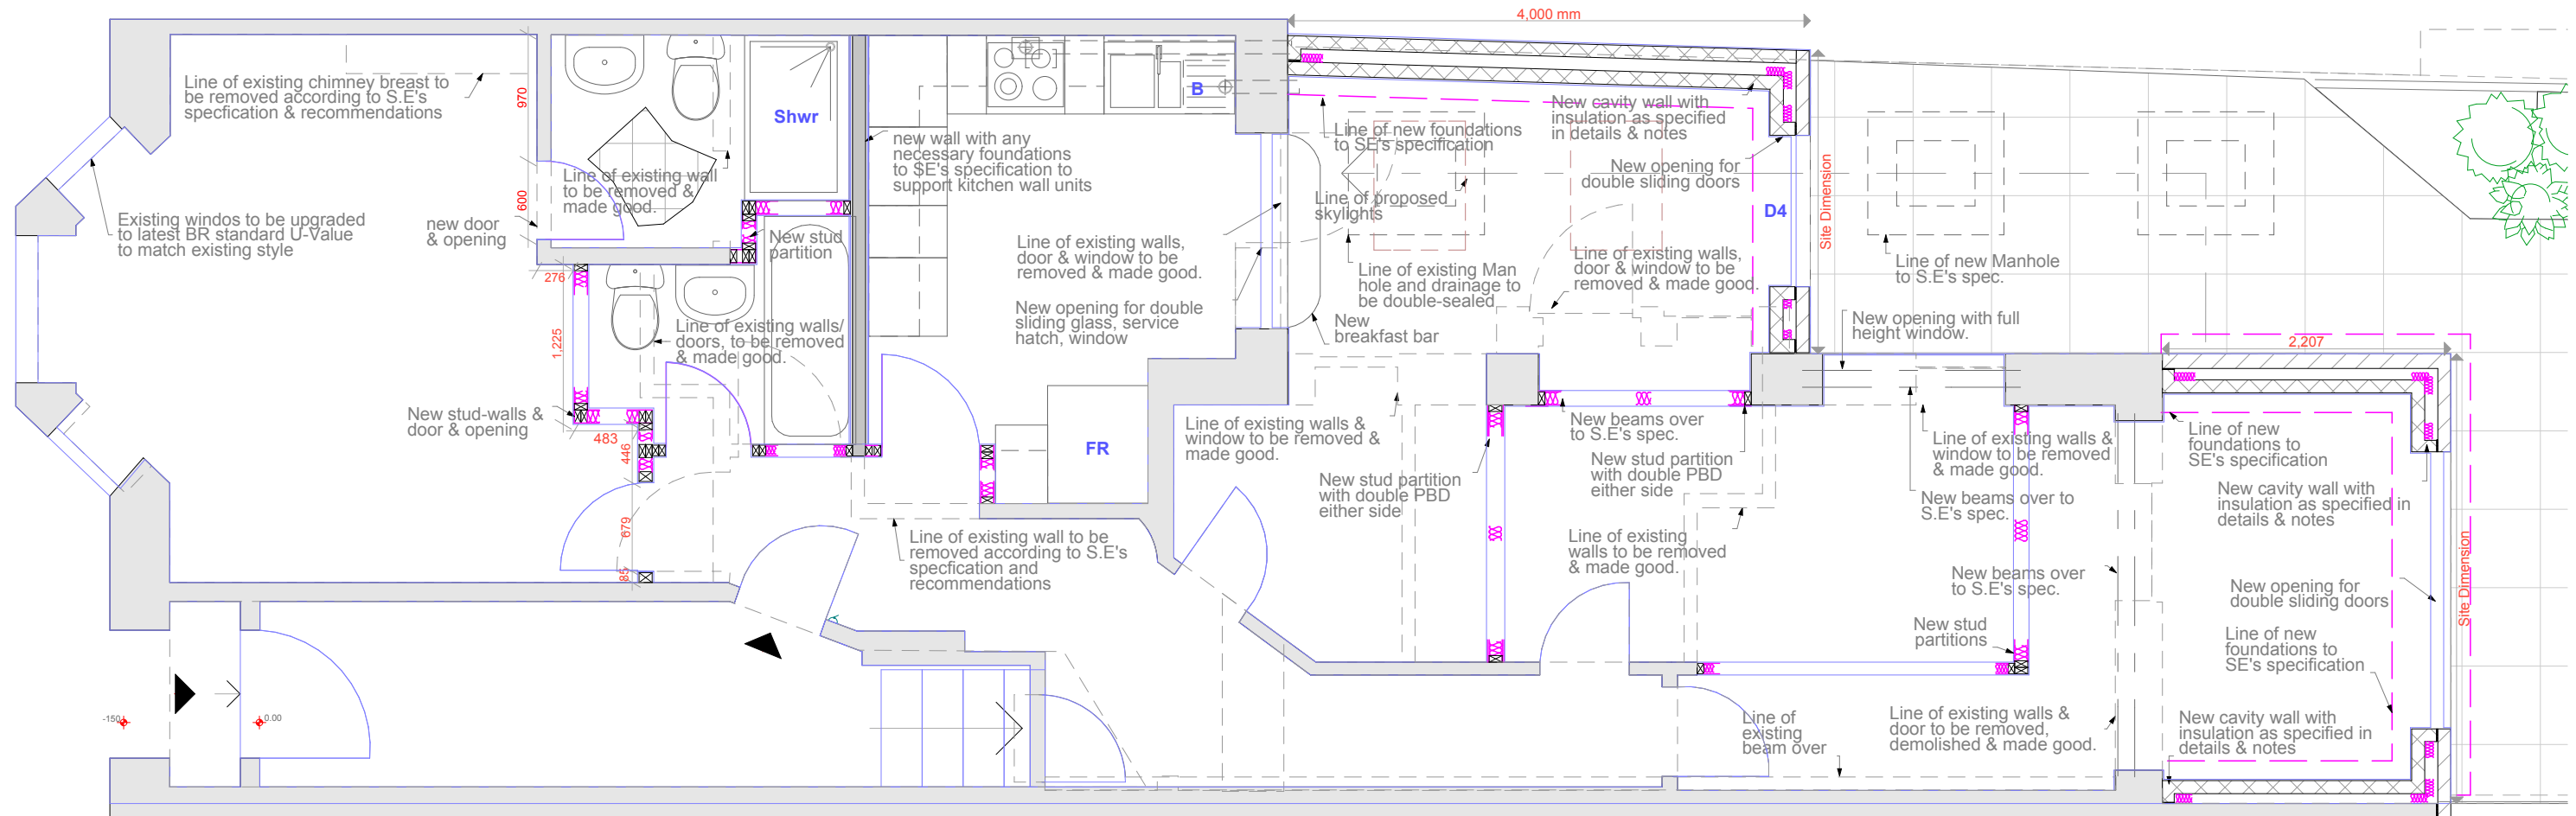 4,000 mm
Line of existing chimney breast to
be removed according to S.E's
specfication & recommendations
970
600
Shwr
B
new wall with any
necessary foundations
to SE's specification to
support kitchen wall units
Line of new foundations
to SE's specification
New cavity wall with
insulation as specified
in details & notes
New opening for
double sliding doors
Site Dimension
D4
Line of existing wall
to be removed &
made good.
Existing windos to be upgraded
to latest BR standard U-Value
to match existing style
new door
& opening
New stud
partition
Line of existing walls,
door & window to be
removed & made good.
New opening for double
sliding glass, service
hatch, window
Line of proposed
skylights
Line of existing Man
hole and drainage to
be double-sealed
Line of existing walls,
door & window to be
removed & made good.
Line of new Manhole
to S.E's spec.
276
1,225
Line of existing walls/
doors, to be removed
& made good.
New
breakfast bar
New opening with full
height window.
2,207
New stud-walls &
door & opening
483
446
679
85
FR
Line of existing walls &
window to be removed &
made good.
New stud partition
with double PBD
either side
New beams over
to S.E's spec.
New stud partition
with double PBD
either side
Line of existing walls &
window to be removed
& made good.
New beams over to
S.E's spec.
Line of new
foundations to
SE's specification
New cavity wall with
insulation as specified in
details & notes
Line of existing wall to be
removed according to S.E's
specfication and
recommendations
Line of existing
walls to be removed
& made good.
New beams over
to S.E's spec.
New opening for
double sliding doors
Site Dimension
New stud
partitions
Line of new
foundations to
SE's specification
-150
0.00
Line of
existing
beam over
Line of existing walls &
door to be removed,
demolished & made good.
New cavity wall with
insulation as specified in
details & notes